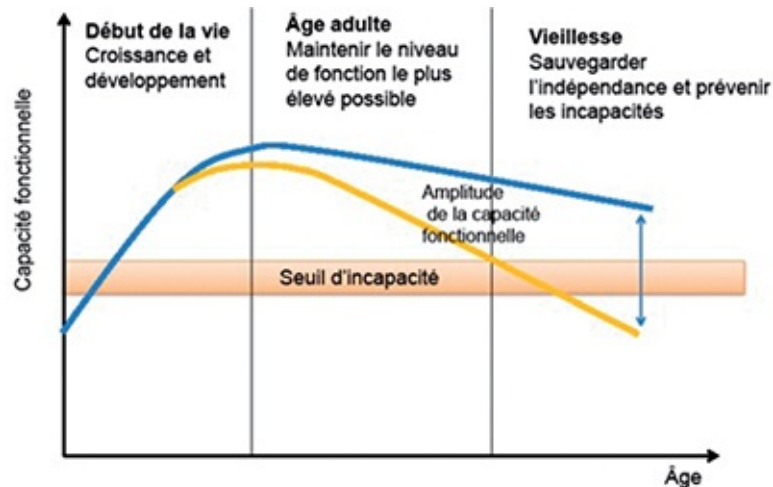 Début de la vie
Croissance et
développement
Âge adulte
Maintenir le niveau
de fonction le plus
élevé possible
Vieillesse
Sauvegarder
l'indépendance et prévenir
les incapacités
Capacité fonctionnelle
Amplitude
de la capacité
fonctionnelle
Seuil d'incapacité
Âge